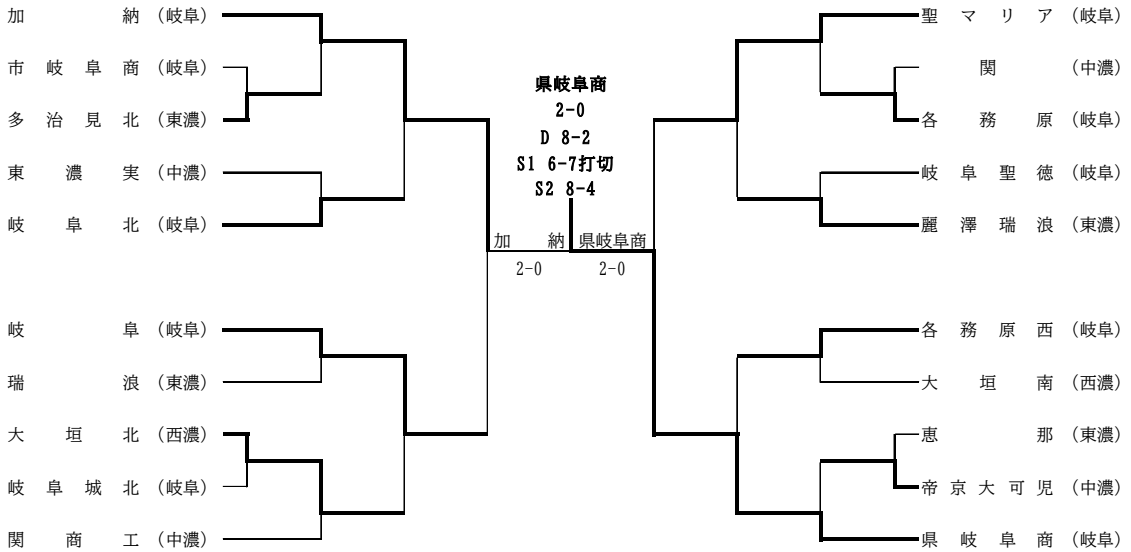 加納（岐阜）
市岐阜商（岐阜）
多治見北（東濃）
東濃実（中濃）
岐阜北（岐阜）
岐阜（岐阜）
瑞浪（東濃）
大垣北（西濃）
岐阜城北（岐阜）
関商工（中濃）
県岐阜商
2-0
D 8-2
S1 6-7打切
S2 8-4
加納 県岐阜商
2-0 2-0
聖マリア（岐阜）
関（中濃）
各務原（岐阜）
岐阜聖徳（岐阜）
麗澤瑞浪（東濃）
各務原西（岐阜）
大垣南（西濃）
恵那（東濃）
帝京大可児（中濃）
県岐阜商（岐阜）